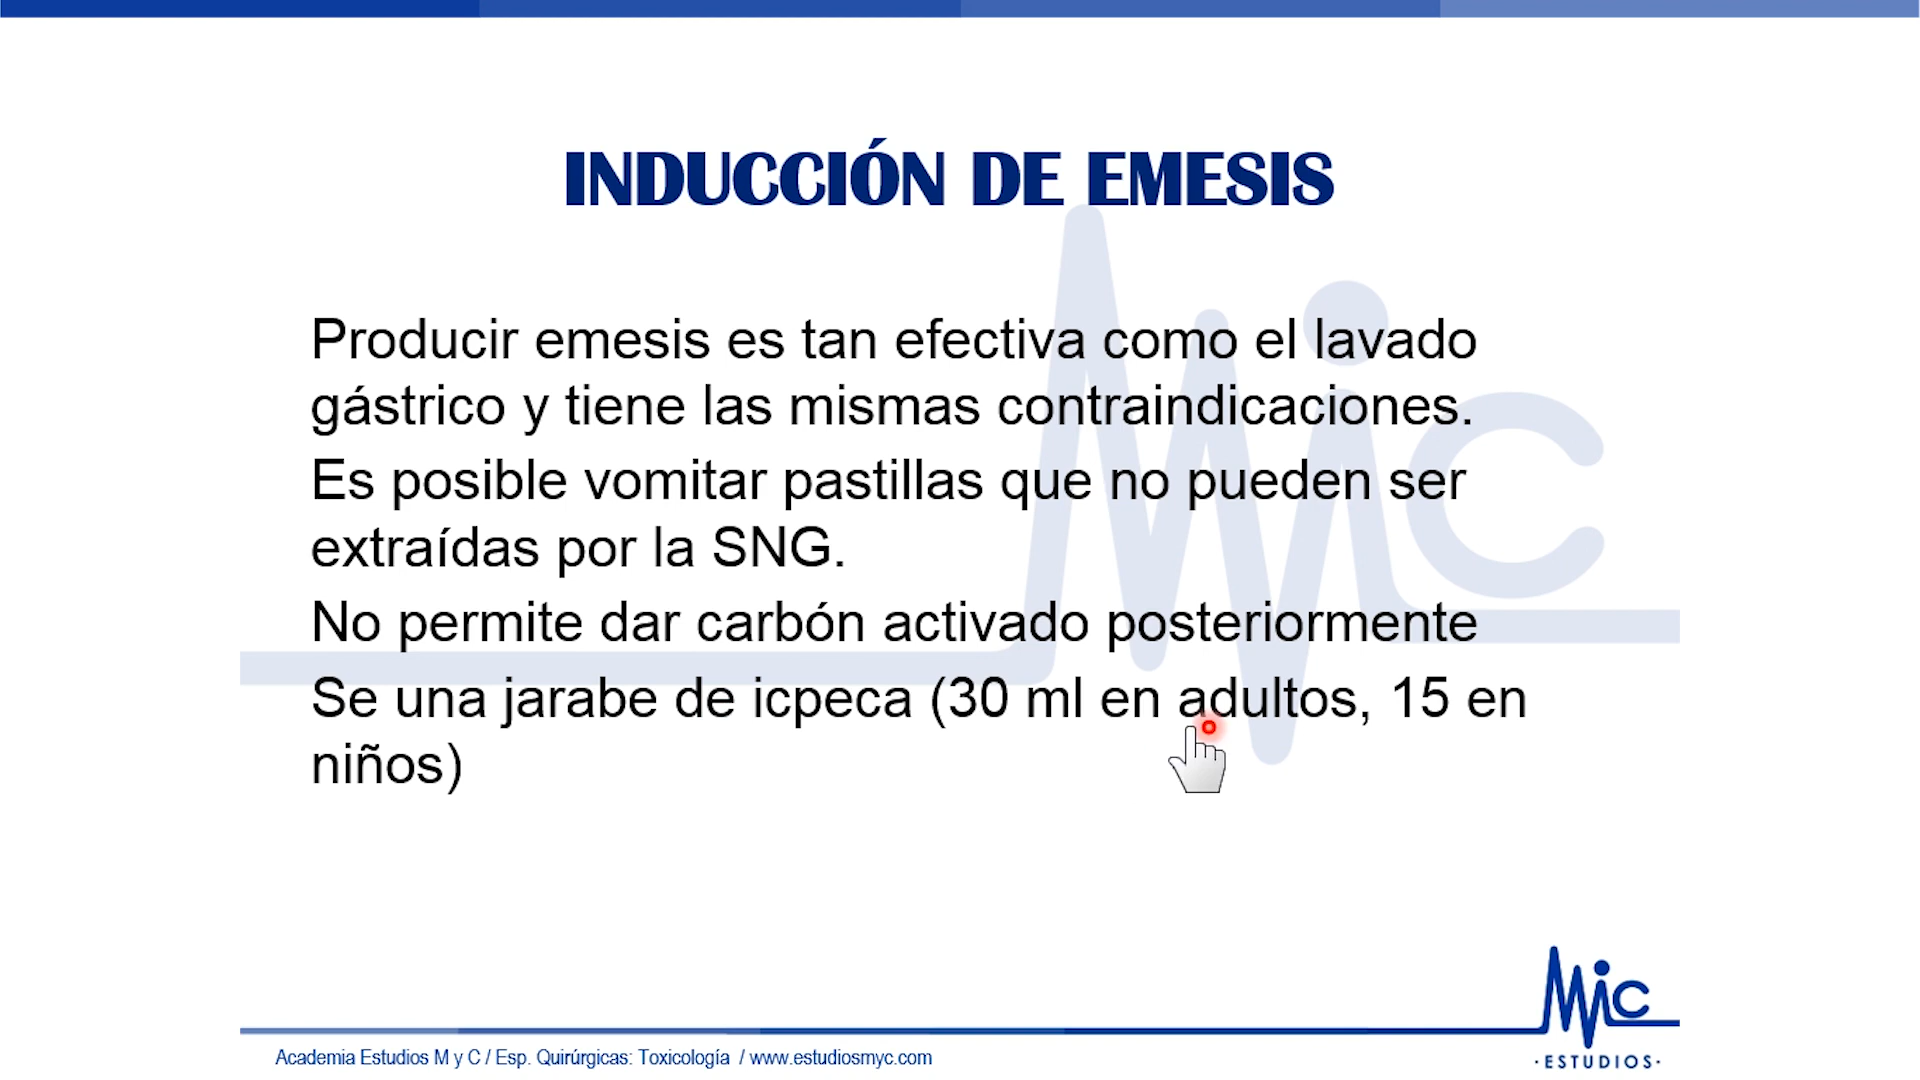 INDUCCIÓN DE EMESIS
Producir emesis es tan efectiva como el lavado
gástrico y tiene las mismas contraindicaciones.
Es posible vomitar pastillas que no pueden ser
extraídas por la SNG.
No permite dar carbón activado posteriormente
Se una jarabe de icpeca (30 ml en adultos, 15 en
niños)
MiC
MiC
·ESTUDIOS·
Academia Estudios M y C / Esp. Quirúrgicas: Toxicología / www.estudiosmyc.com